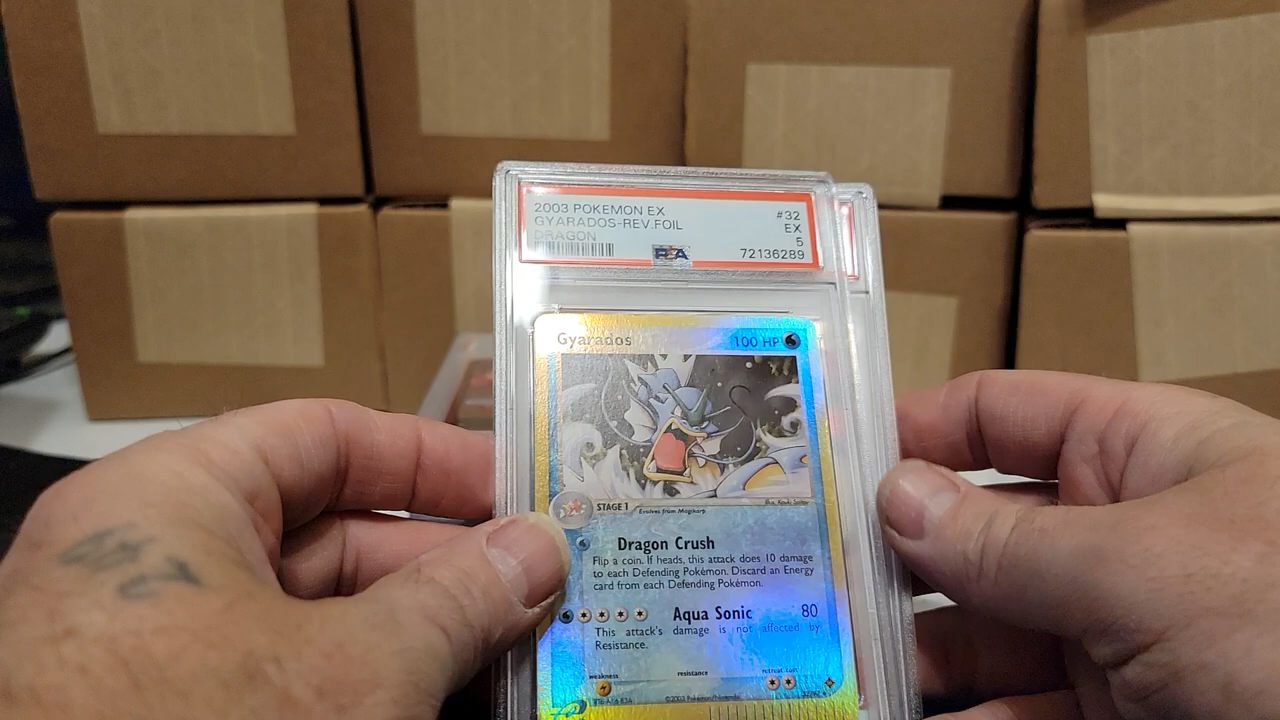 2003 POKEMON EX
#32
GYARADOS-REV.FOIL
EX
DRAGON
5
PSA
72136289
Gyarados
100 HP
STAGE 1
Evolves from Magikarp
Dragon Crush
Flip a coin. If heads, this attack does 10 damage
to each Defending Pokémon. Discard an Energy
card from each Defending Pokémon.
Aqua Sonic
80
This attack's damage is not affected by
Resistance.
weakness
resistance
retreat cost
©2003 Pokémon/Nintendo